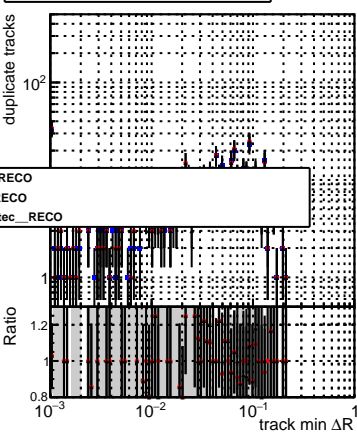 duplicate tracks
10²
RECO
RECO
tec__RECO
1
Ratio
1.2
1
0.8
10⁻³
10⁻²
10⁻¹
1
track min ΔR